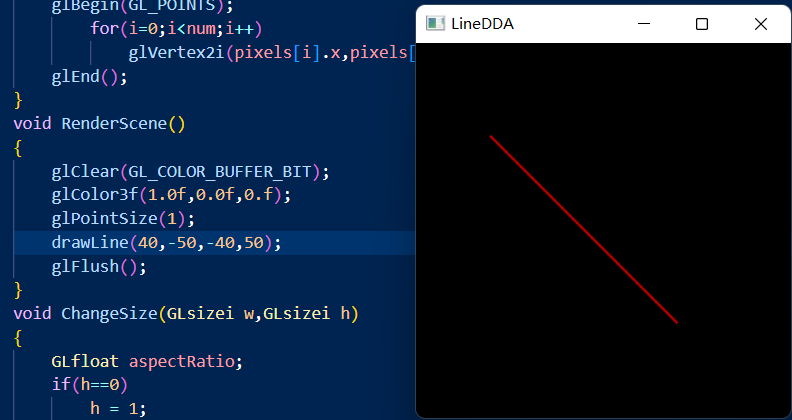 glBegin(GL_POINTS);
for(i=0;i<num;i++)
glVertex2i(pixels[i].x,pixels[
glEnd();
}
void RenderScene()
{
glClear(GL_COLOR_BUFFER_BIT);
glColor3f(1.0f,0.0f,0.f);
glPointSize(1);
drawLine(40,-50,-40,50);
glFlush();
}
void ChangeSize(GLsizei w,GLsizei h)
{
GLfloat aspectRatio;
if(h==0)
h = 1;
LineDDA